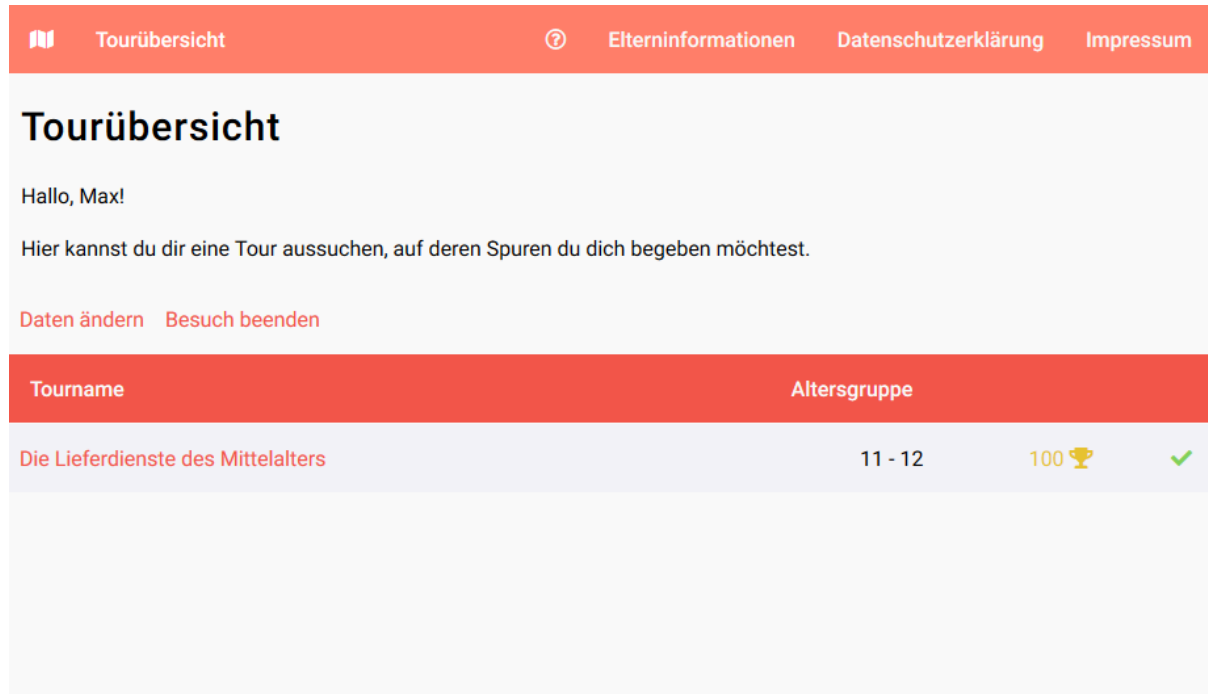 Tourübersicht Elterninformationen Datenschutzerklärung Impressum
Tourübersicht
Hallo, Max!
Hier kannst du dir eine Tour aussuchen, auf deren Spuren du dich begeben möchtest.
Daten ändern Besuch beenden
Tourname Altersgruppe
Die Lieferdienste des Mittelalters 11 - 12 100